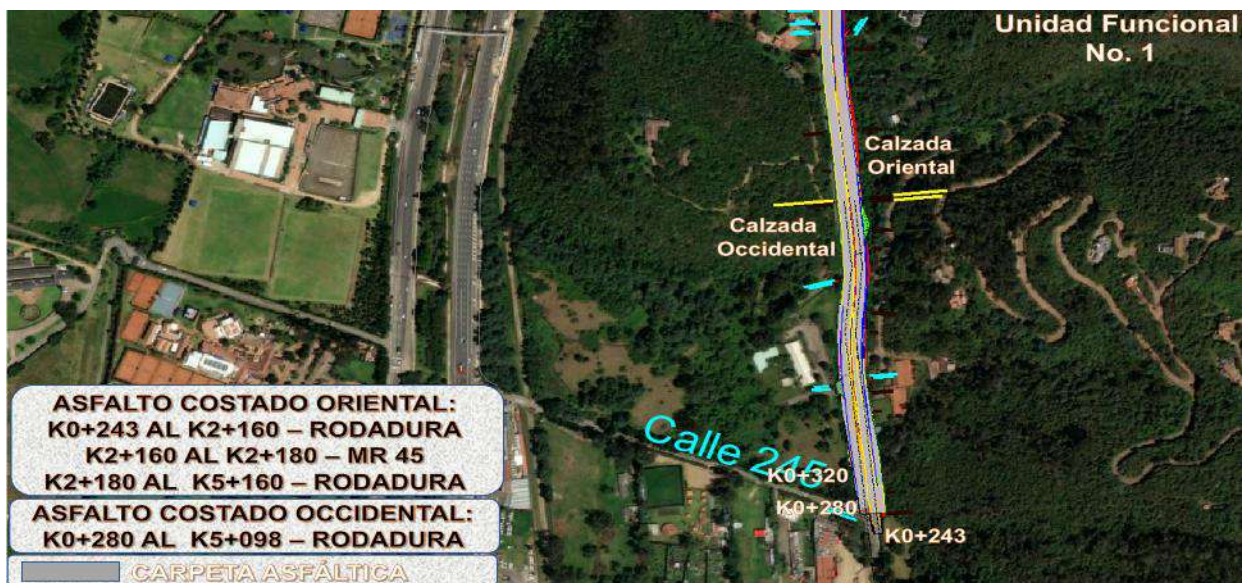 Unidad Funcional
No. 1
Calzada
Oriental
Calzada
Occidental
Calle 245
K0+320
K0+280
K0+243
ASFALTO COSTADO ORIENTAL:
K0+243 AL K2+160 – RODADURA
K2+160 AL K2+180 – MR 45
K2+180 AL K5+160 – RODADURA
ASFALTO COSTADO OCCIDENTAL:
K0+280 AL K5+098 – RODADURA
CARPETA ASFÁLTICA